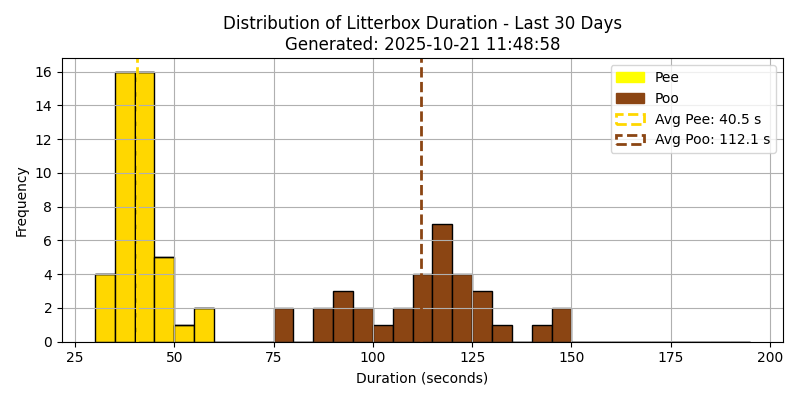 Distribution of Litterbox Duration - Last 30 Days
Generated: 2025-10-21 11:48:58
Pee
Poo
Avg Pee: 40.5 s
Avg Poo: 112.1 s
Frequency
16
14
12
10
8
6
4
2
0
25 50 75 100 125 150 175 200
Duration (seconds)